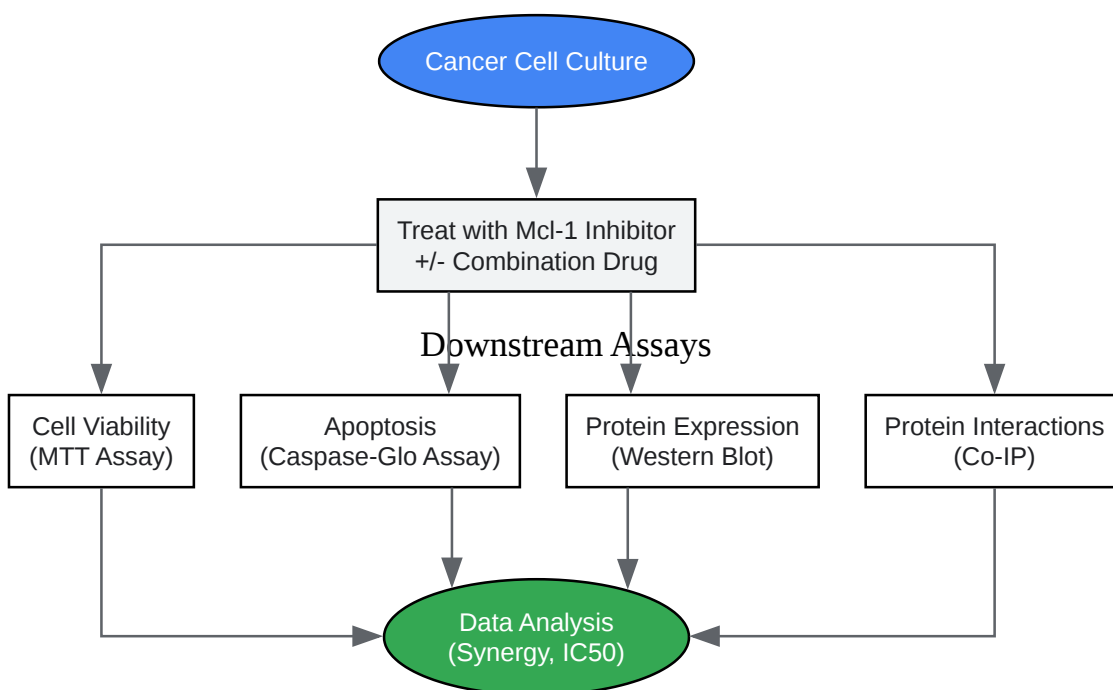 Cancer Cell Culture
Treat with Mcl-1 Inhibitor
+/- Combination Drug
Downstream Assays
Cell Viability
(MTT Assay)
Apoptosis
(Caspase-Glo Assay)
Protein Expression
(Western Blot)
Protein Interactions
(Co-IP)
Data Analysis
(Synergy, IC50)